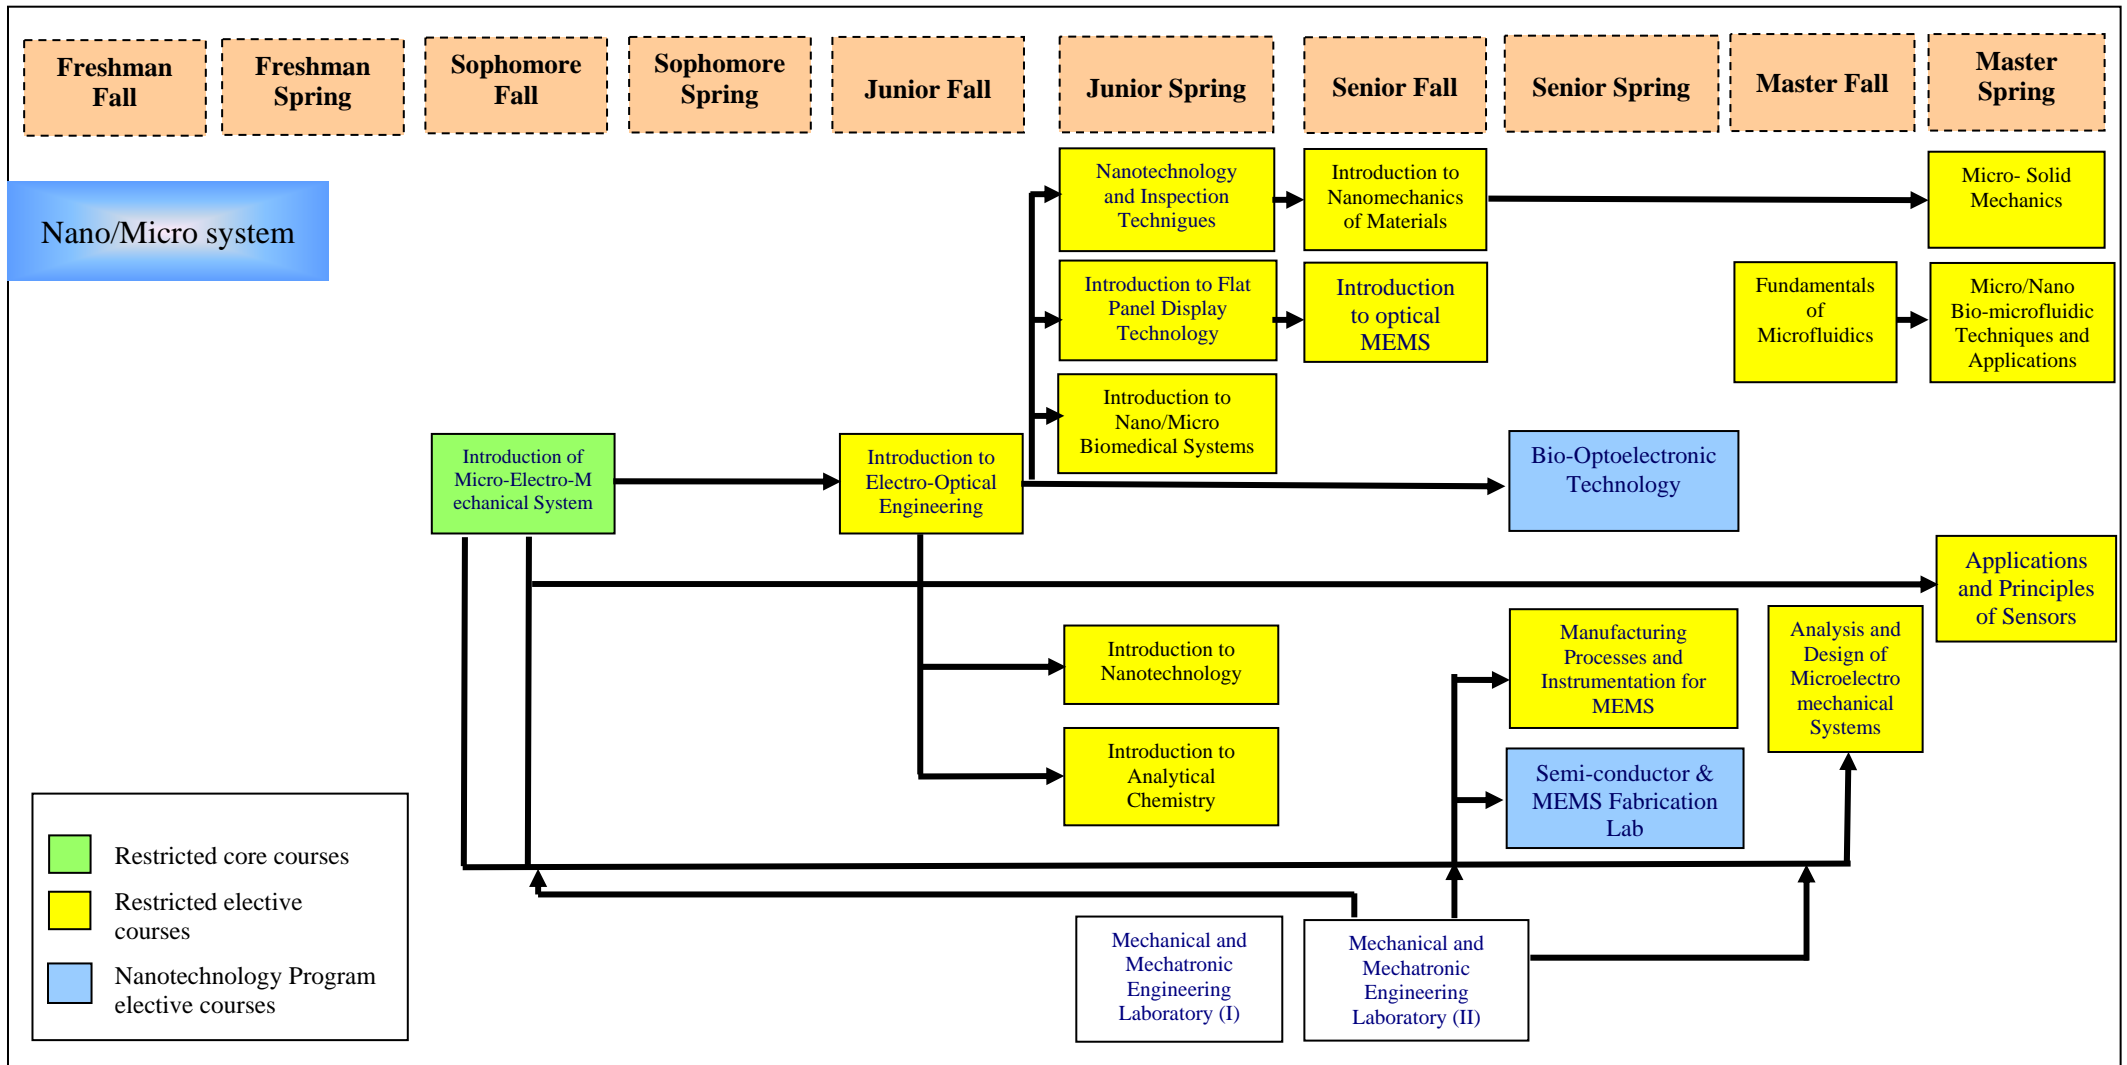 Freshman
Fall
Freshman
Spring
Sophomore
Fall
Sophomore
Spring
Junior Fall
Junior Spring
Senior Fall
Senior Spring
Master Fall
Master
Spring
Nano/Micro system
Nanotechnology
and Inspection
Technigues
Introduction to
Nanomechanics
of Materials
Micro- Solid
Mechanics
Introduction to Flat
Panel Display
Technology
Introduction
to optical
MEMS
Fundamentals
of
Microfluidics
Micro/Nano
Bio-microfluidic
Techniques and
Applications
Introduction to
Nano/Micro
Biomedical Systems
Introduction of
Micro-Electro-M
echanical System
Introduction to
Electro-Optical
Engineering
Bio-Optoelectronic
Technology
Applications
and Principles
of Sensors
Introduction to
Nanotechnology
Manufacturing
Processes and
Instrumentation for
MEMS
Analysis and
Design of
Microelectro
mechanical
Systems
Introduction to
Analytical
Chemistry
Semi-conductor &
MEMS Fabrication
Lab
Restricted core courses
Restricted elective
courses
Nanotechnology Program
elective courses
Mechanical and
Mechatronic
Engineering
Laboratory (I)
Mechanical and
Mechatronic
Engineering
Laboratory (II)